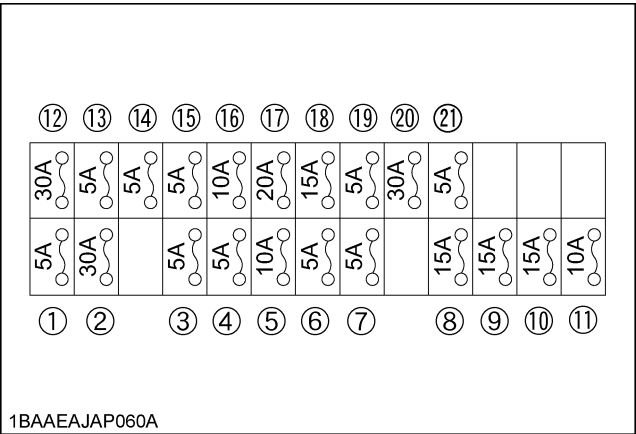 ⑫ ⑬ ⑭ ⑮ ⑯ ⑰ ⑱ ⑲ ⑳ ㉑
30A 5A 5A 5A 10A 20A 15A 5A 30A 5A
5A 30A 5A 5A 10A 5A 5A 15A 15A 15A 10A
① ② ③ ④ ⑤ ⑥ ⑦ ⑧ ⑨ ⑩ ⑪
1BAAEAJAP060A